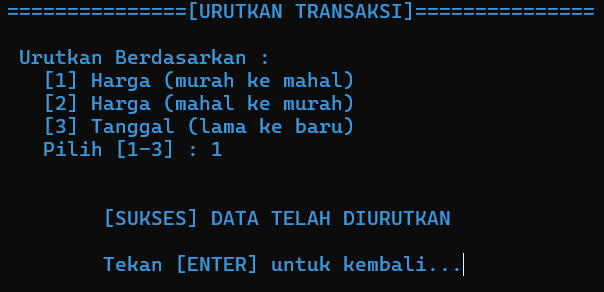 ===============[URUTKAN TRANSAKSI]===============
Urutkan Berdasarkan :
[1] Harga (murah ke mahal)
[2] Harga (mahal ke murah)
[3] Tanggal (lama ke baru)
Pilih [1-3] : 1
[SUKSES] DATA TELAH DIURUTKAN
Tekan [ENTER] untuk kembali...